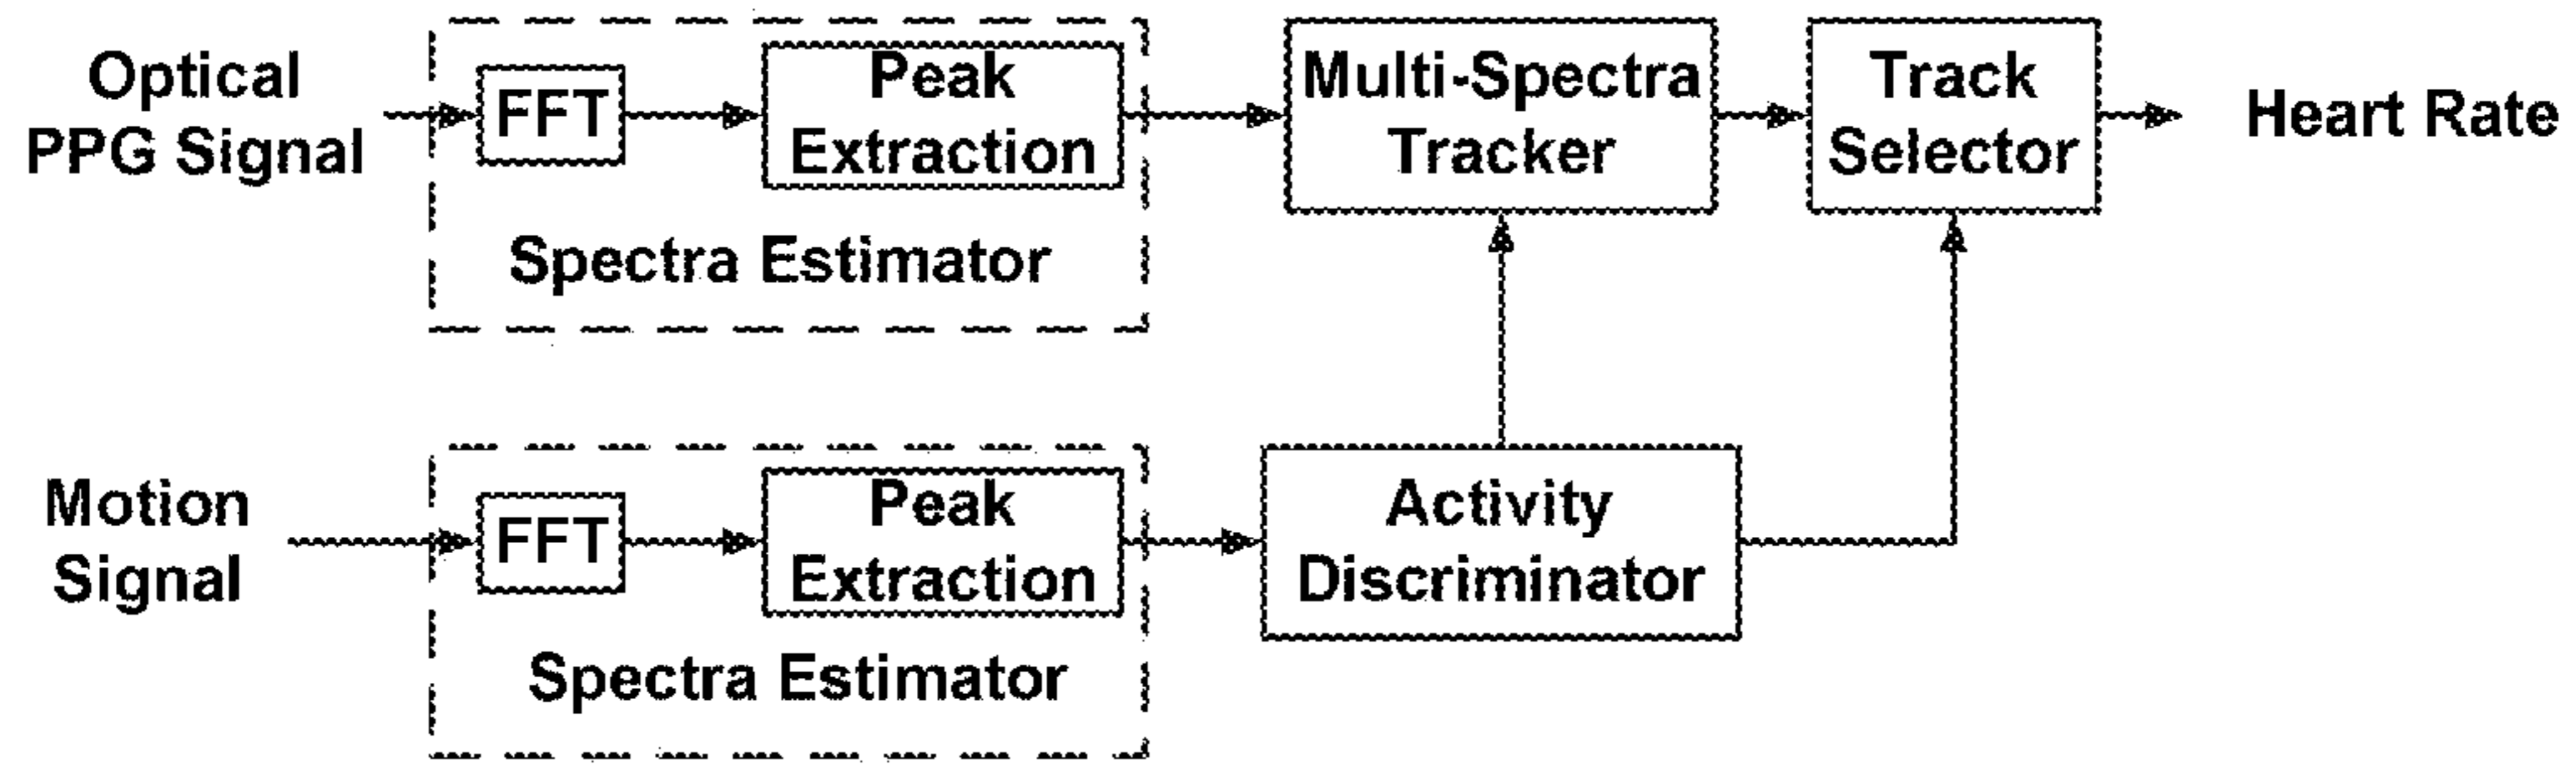 Optical
PPG Signal
FFT
Peak
Extraction
Spectra Estimator
Multi-Spectra
Tracker
Track
Selector
Heart Rate
Motion
Signal
FFT
Peak
Extraction
Spectra Estimator
Activity
Discriminator